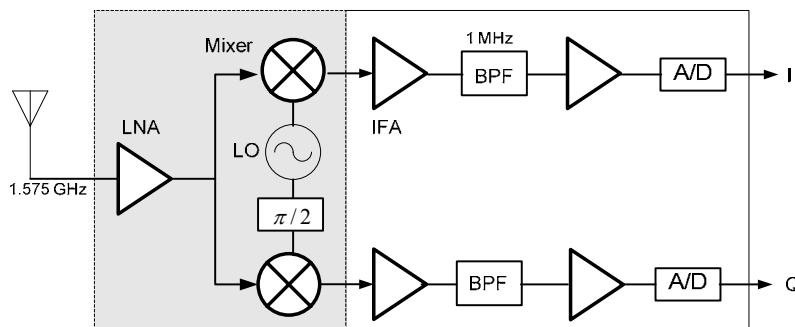 Mixer
1 MHz
BPF
A/D
I
LNA
LO
IFA
1.575 GHz
π/2
BPF
A/D
Q